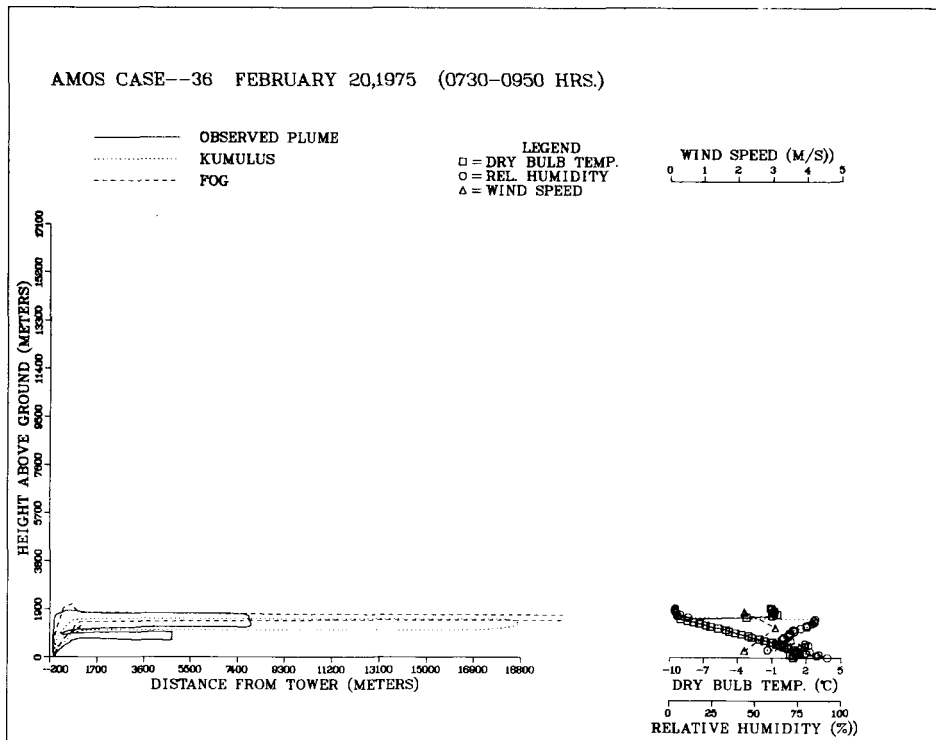 AMOS CASE--36 FEBRUARY 20,1975 (0730-0950 HRS.)
OBSERVED PLUME
KUMULUS
FOG
LEGEND
□ = DRY BULB TEMP.
○ = REL. HUMIDITY
△ = WIND SPEED
WIND SPEED (M/S))
0 1 2 3 4 5
HEIGHT ABOVE GROUND (METERS)
17100
15200
13300
11400
9500
7600
5700
3800
1900
0
-200 1700 3600 5500 7400 9300 11200 13100 15000 16900 18800
DISTANCE FROM TOWER (METERS)
-10 -7 -4 -1 2 5
DRY BULB TEMP. (℃)
0 25 50 75 100
RELATIVE HUMIDITY (%))